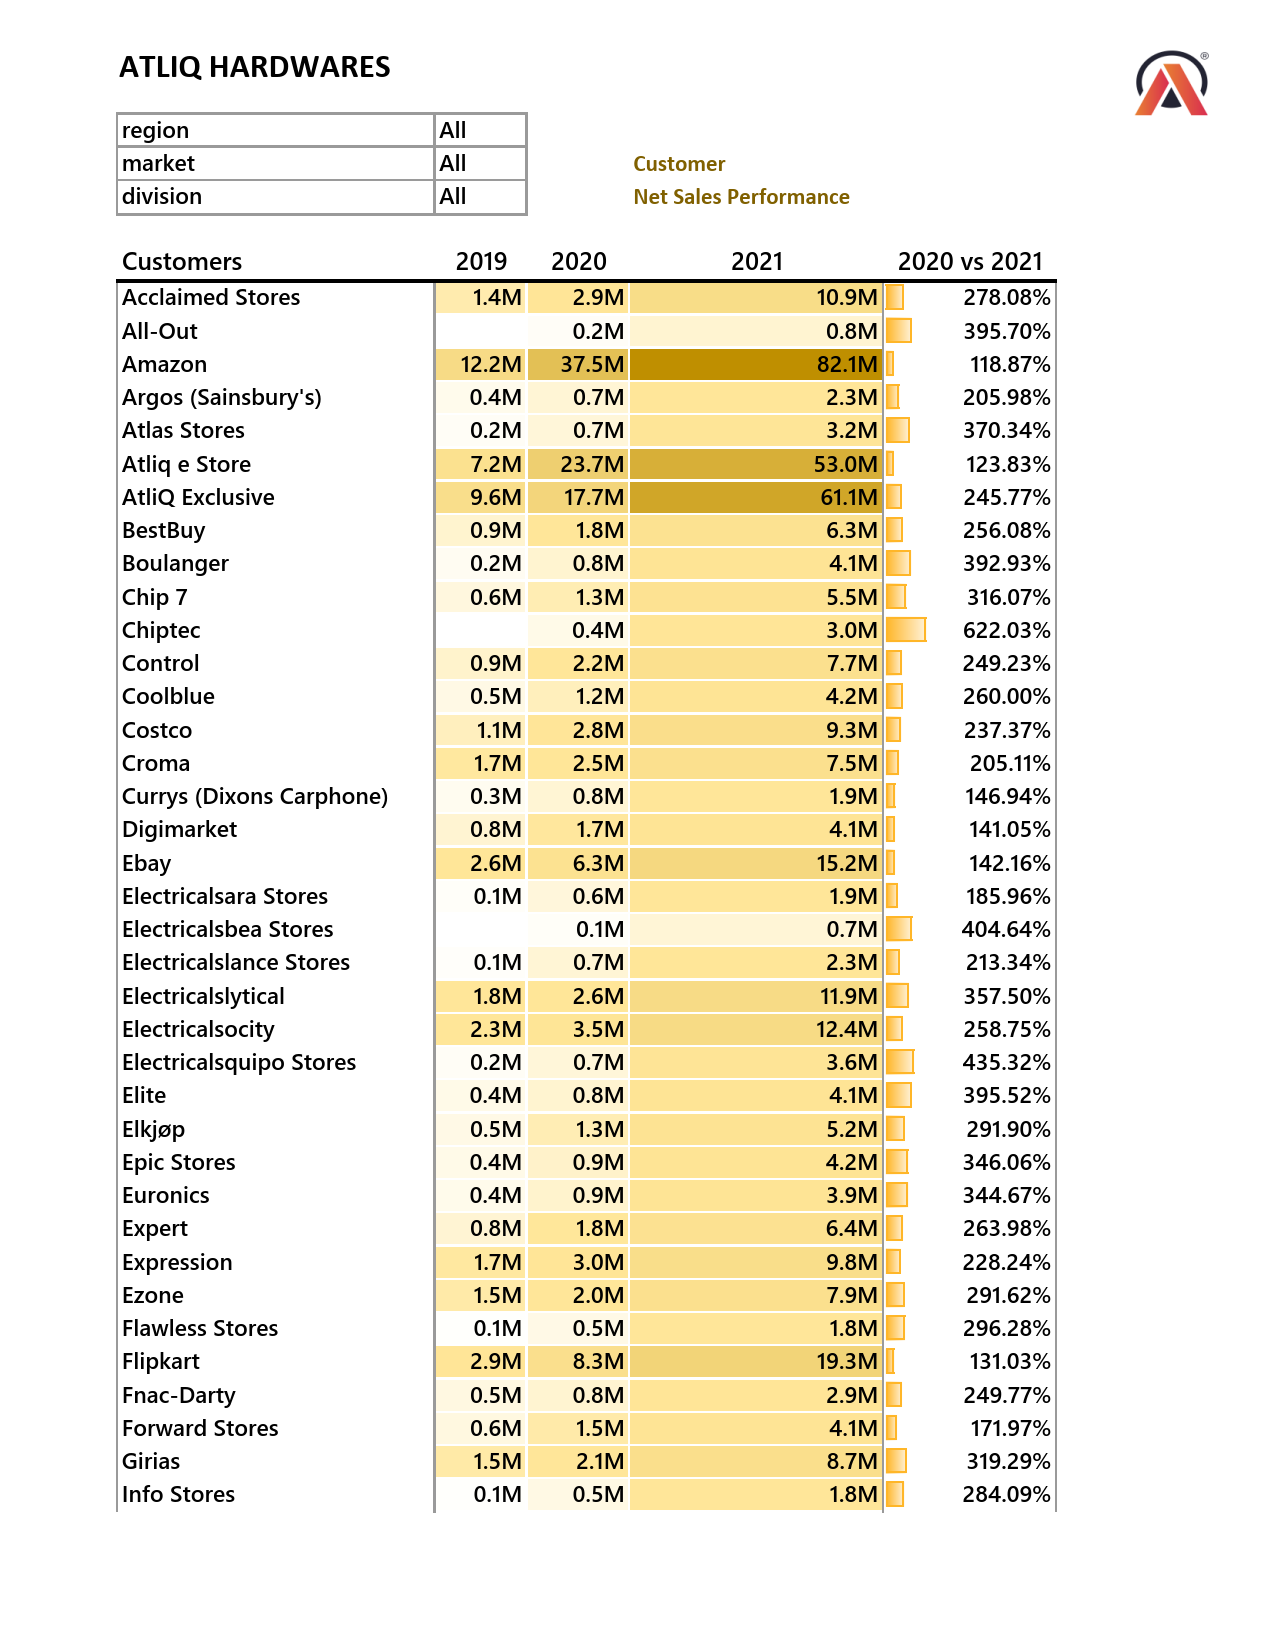 ATLIQ HARDWARES
®
region All
market All
division All
Customer
Net Sales Performance
Customers 2019 2020 2021 2020 vs 2021
Acclaimed Stores 1.4M 2.9M 10.9M 278.08%
All-Out 0.2M 0.8M 395.70%
Amazon 12.2M 37.5M 82.1M 118.87%
Argos (Sainsbury's) 0.4M 0.7M 2.3M 205.98%
Atlas Stores 0.2M 0.7M 3.2M 370.34%
Atliq e Store 7.2M 23.7M 53.0M 123.83%
AtliQ Exclusive 9.6M 17.7M 61.1M 245.77%
BestBuy 0.9M 1.8M 6.3M 256.08%
Boulanger 0.2M 0.8M 4.1M 392.93%
Chip 7 0.6M 1.3M 5.5M 316.07%
Chiptec 0.4M 3.0M 622.03%
Control 0.9M 2.2M 7.7M 249.23%
Coolblue 0.5M 1.2M 4.2M 260.00%
Costco 1.1M 2.8M 9.3M 237.37%
Croma 1.7M 2.5M 7.5M 205.11%
Currys (Dixons Carphone) 0.3M 0.8M 1.9M 146.94%
Digimarket 0.8M 1.7M 4.1M 141.05%
Ebay 2.6M 6.3M 15.2M 142.16%
Electricalsara Stores 0.1M 0.6M 1.9M 185.96%
Electricalsbea Stores 0.1M 0.7M 404.64%
Electricalslance Stores 0.1M 0.7M 2.3M 213.34%
Electricalslytical 1.8M 2.6M 11.9M 357.50%
Electricalsocity 2.3M 3.5M 12.4M 258.75%
Electricalsquipo Stores 0.2M 0.7M 3.6M 435.32%
Elite 0.4M 0.8M 4.1M 395.52%
Elkjøp 0.5M 1.3M 5.2M 291.90%
Epic Stores 0.4M 0.9M 4.2M 346.06%
Euronics 0.4M 0.9M 3.9M 344.67%
Expert 0.8M 1.8M 6.4M 263.98%
Expression 1.7M 3.0M 9.8M 228.24%
Ezone 1.5M 2.0M 7.9M 291.62%
Flawless Stores 0.1M 0.5M 1.8M 296.28%
Flipkart 2.9M 8.3M 19.3M 131.03%
Fnac-Darty 0.5M 0.8M 2.9M 249.77%
Forward Stores 0.6M 1.5M 4.1M 171.97%
Girias 1.5M 2.1M 8.7M 319.29%
Info Stores 0.1M 0.5M 1.8M 284.09%